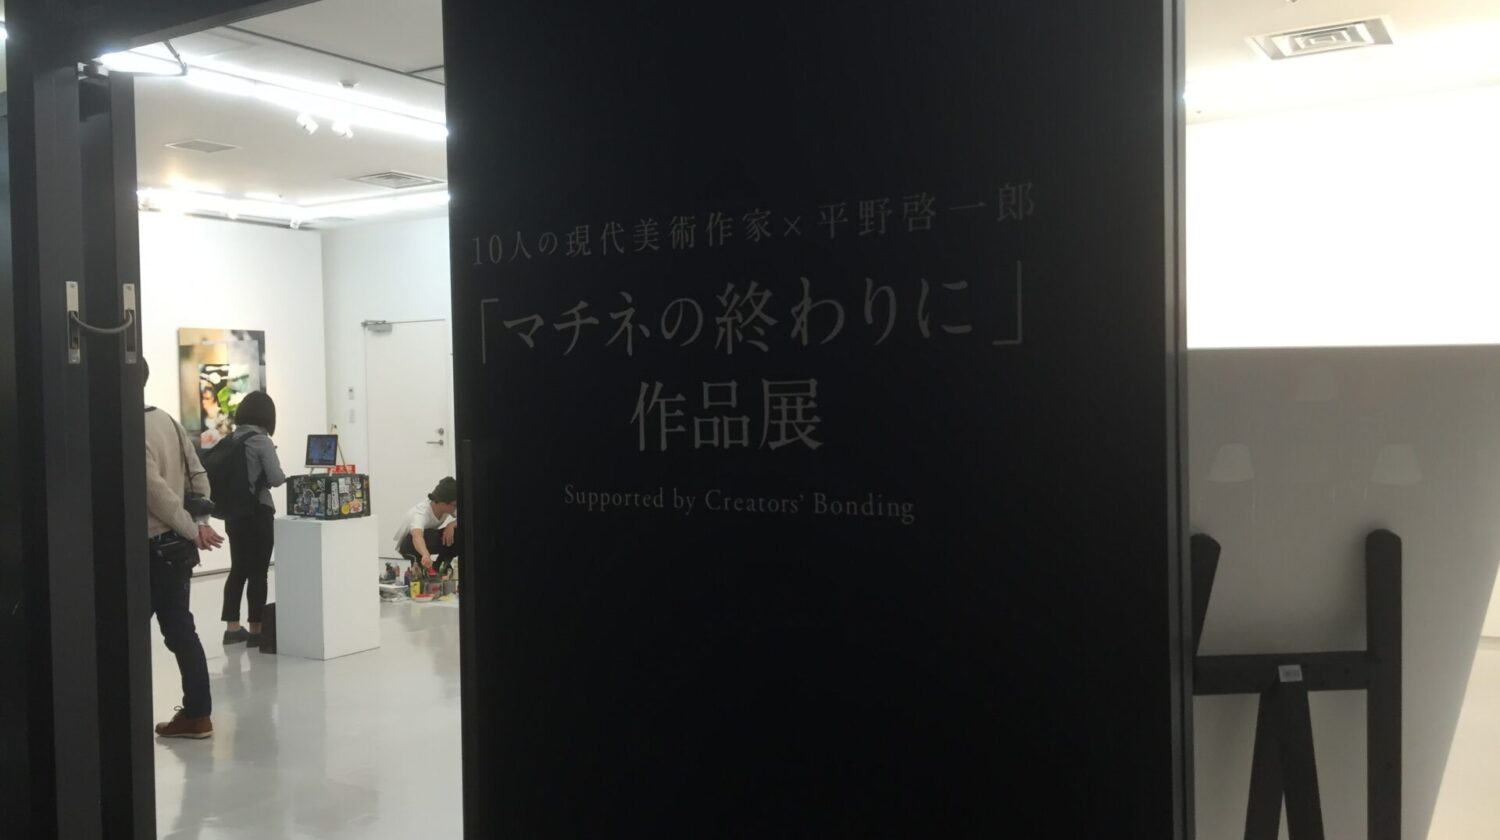 10人の現代美術作家×平野啓一郎
「マチネの終わりに」
作品展
Supported by Creators' Bonding